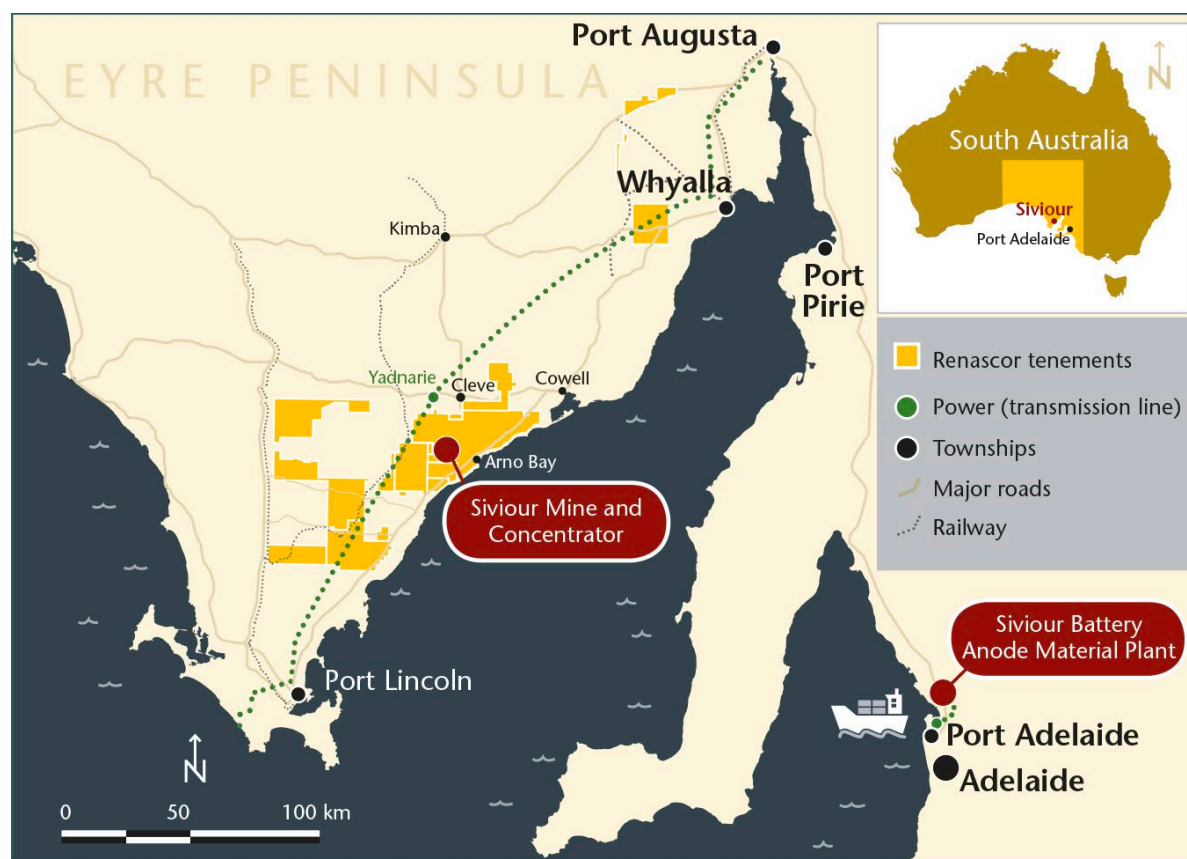 Port Augusta
EYRE PENINSULA
N
South Australia
Siviour
Port Adelaide
Whyalla
Kimba
Port
Pirie
Renascor tenements
Power (transmission line)
Townships
Major roads
Railway
Yadnarie
Cleve
Cowell
Arno Bay
Siviour Mine and
Concentrator
Siviour Battery
Anode Material Plant
Port Lincoln
Port Adelaide
Adelaide
N
0 50 100 km